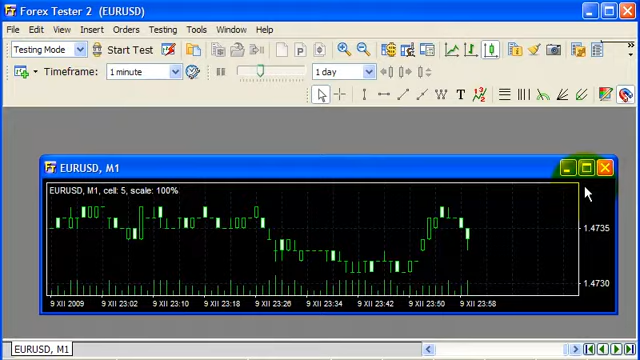 Forex Tester 2 (EURUSD)
File Edit View Insert Orders Testing Tools Window Help
Testing Mode Start Test
Timeframe: 1 minute 1 day
EURUSD, M1
EURUSD, M1, cell: 5, scale: 100%
1.4735
1.4730
9 XII 2009 9 XII 23:02 9 XII 23:10 9 XII 23:18 9 XII 23:26 9 XII 23:34 9 XII 23:42 9 XII 23:50 9 XII 23:58
EURUSD, M1